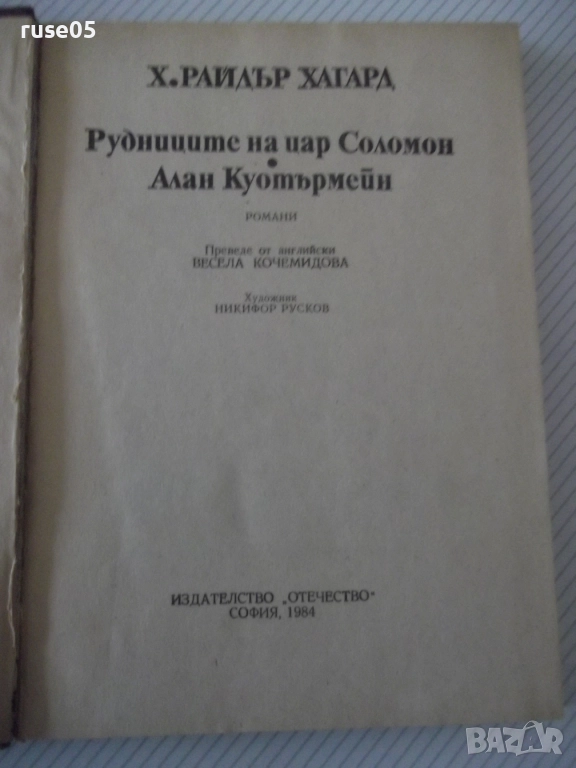 ruse05
Х. РАЙДЪР ХАГАРД
Рудниците на цар Соломон
•
Алан Куотърмейн
РОМАНИ
Преведе от английски
ВЕСЕЛА КОЧЕМИДОВА
Художник
НИКИФОР РУСКОВ
ИЗДАТЕЛСТВО „ОТЕЧЕСТВО“
СОФИЯ, 1984
BAZAR